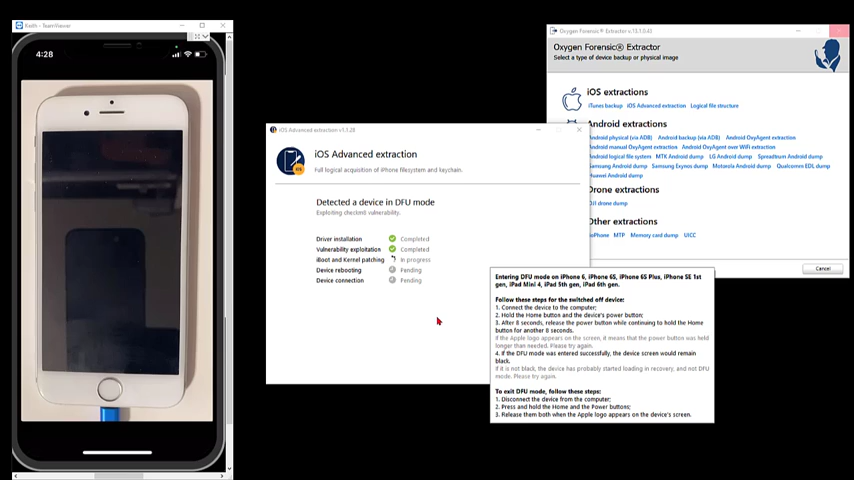 Keith - TeamViewer
4:28
iOS Advanced extraction v1.1.28
iOS Advanced extraction
Full logical acquisition of iPhone filesystem and keychain.
Detected a device in DFU mode
Exploiting checkm8 vulnerability.
Driver installation Completed
Vulnerability exploitation Completed
iBoot and Kernel patching In progress
Device rebooting Pending
Device connection Pending
Oxygen Forensic® Extractor v.13.1.0.43
Oxygen Forensic® Extractor
Select a type of device backup or physical image
iOS extractions
iTunes backup iOS Advanced extraction Logical file structure
Android extractions
Android physical (via ADB) Android backup (via ADB) Android OxyAgent extraction
Android manual OxyAgent extraction Android OxyAgent over WiFi extraction
Android logical file system MTK Android dump LG Android dump Spreadtrum Android dump
Samsung Android dump Samsung Exynos dump Motorola Android dump Qualcomm EDL dump
Huawei Android dump
Drone extractions
DJI drone dump
Other extractions
MTP Memory card dump UICC
Cancel
Entering DFU mode on iPhone 6, iPhone 6S, iPhone 6S Plus, iPhone SE 1st
gen, iPad Mini 4, iPad 5th gen, iPad 6th gen.
Follow these steps for the switched off device:
1. Connect the device to the computer;
2. Hold the Home button and the device's power button;
3. After 8 seconds, release the power button while continuing to hold the Home
button for another 8 seconds.
If the Apple logo appears on the screen, it means that the power button was held
longer than needed. Please try again.
4. If the DFU mode was entered successfully, the device screen would remain
black.
If it is not black, the device has probably started loading in recovery, and not DFU
mode. Please try again.
To exit DFU mode, follow these steps:
1. Disconnect the device from the computer;
2. Press and hold the Home and the Power buttons;
3. Release them both when the Apple logo appears on the device's screen.